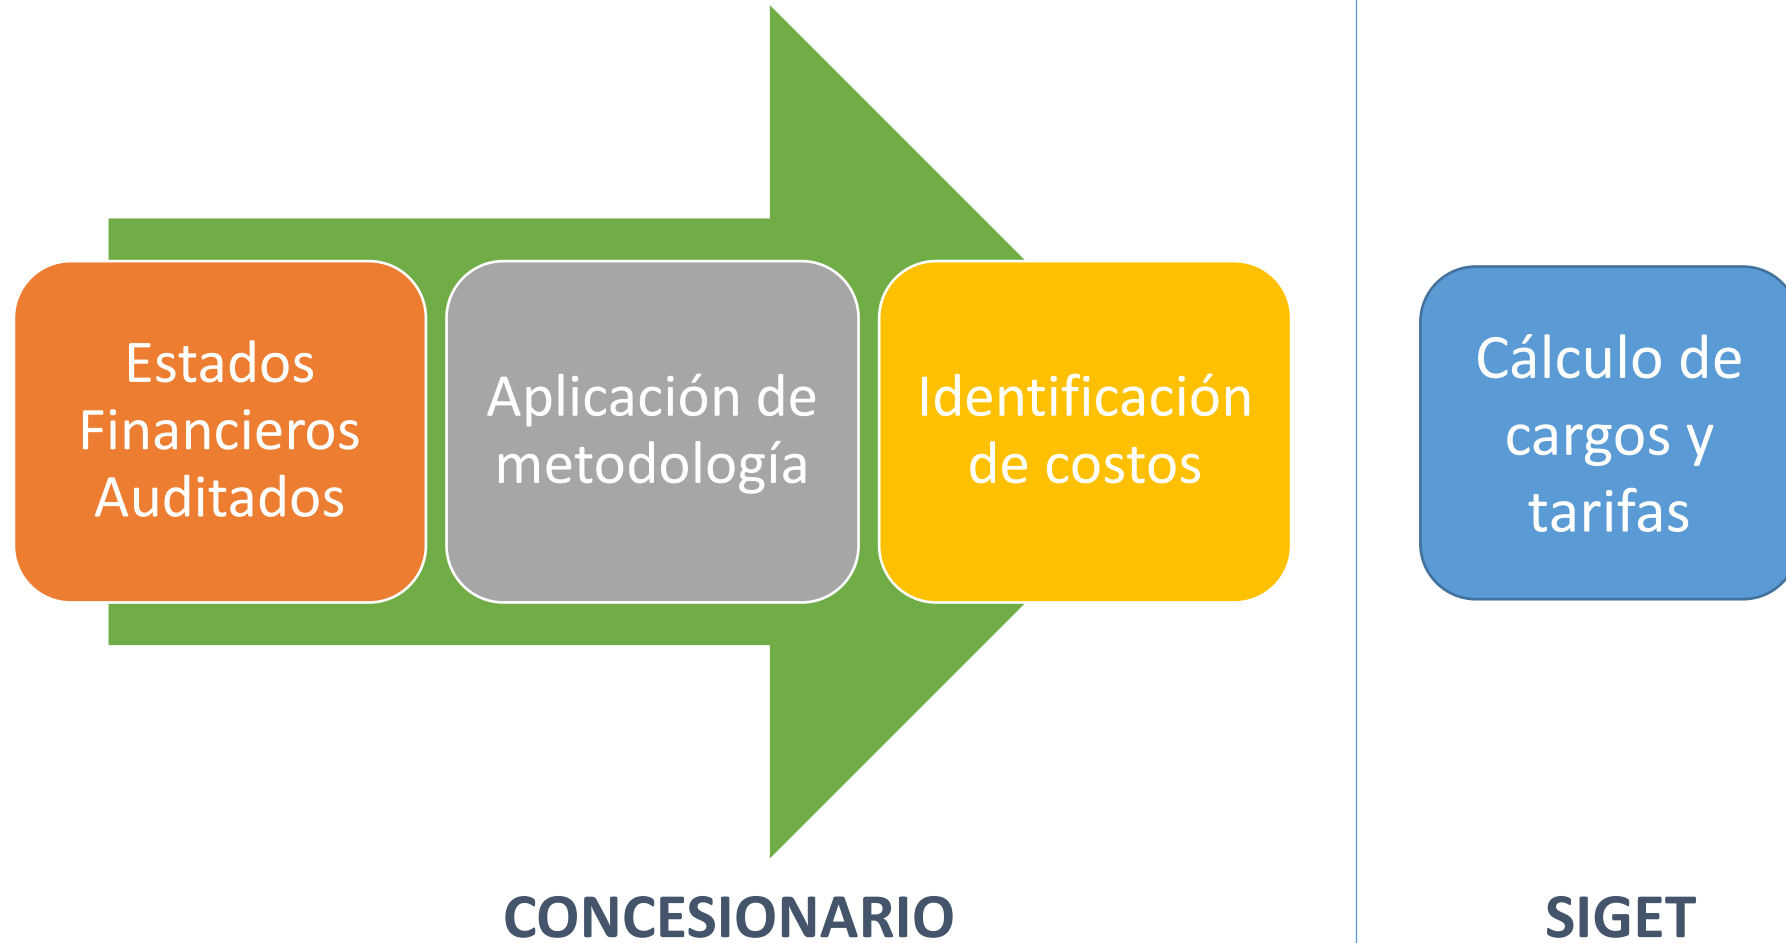 Estados
Financieros
Auditados
Aplicación de
metodología
Identificación
de costos
Cálculo de
cargos y
tarifas
CONCESIONARIO
SIGET